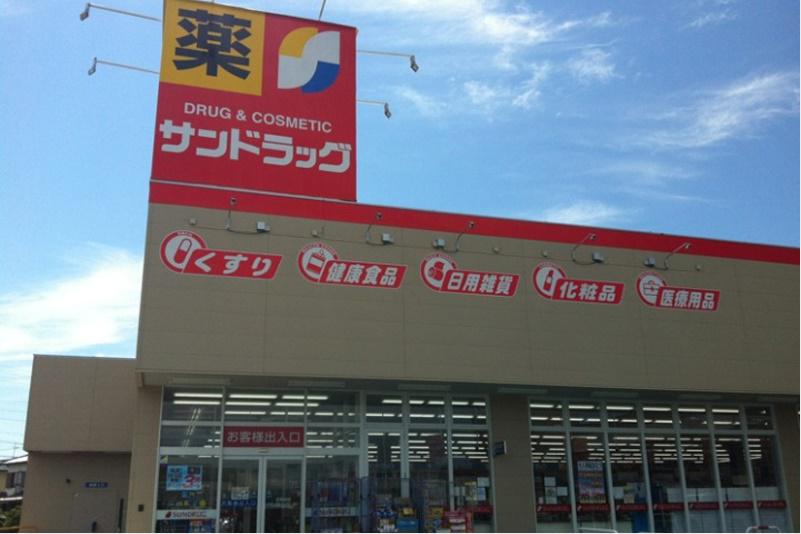 薬
DRUG & COSMETIC
サンドラッグ
くすり
健康食品
日用雑貨
化粧品
医療用品
お客様出入口
SUNDRUG